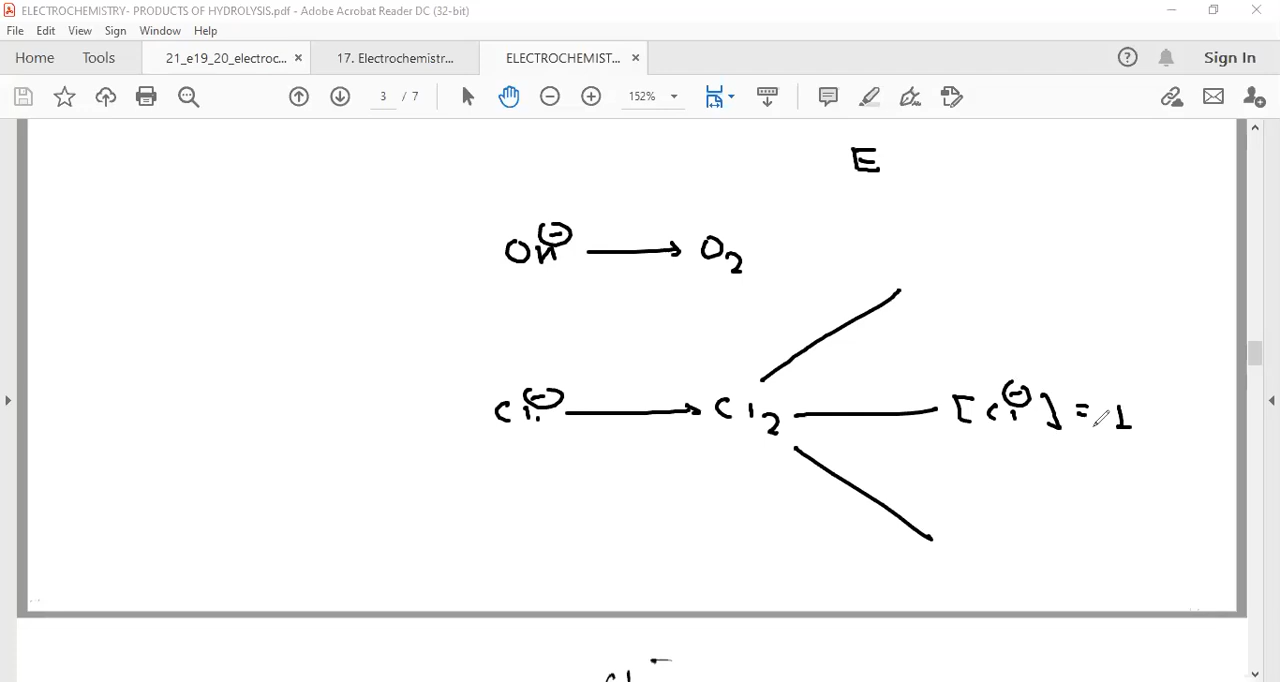 ELECTROCHEMISTRY- PRODUCTS OF HYDROLYSIS.pdf - Adobe Acrobat Reader DC (32-bit)
File Edit View Sign Window Help
Home Tools 21_e19_20_electroc... × 17. Electrochemistr... ELECTROCHEMIST... × Sign In
3 / 7 152%
E
OH⊖ → O2
Cl⊖ → Cl2 [Cl⊖] = 1
Cl−